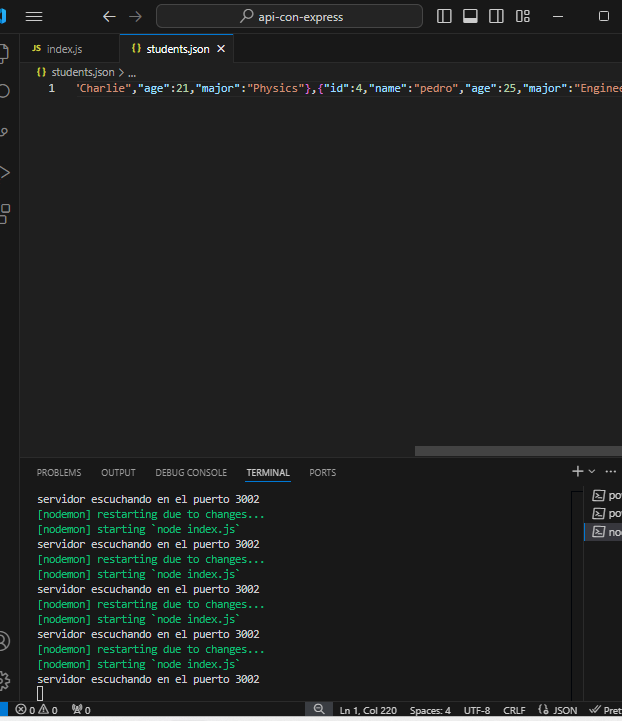 api-con-express
JS index.js
{} students.json
{} students.json > ...
1 'Charlie","age":21,"major":"Physics"},{"id":4,"name":"pedro","age":25,"major":"Enginee
PROBLEMS OUTPUT DEBUG CONSOLE TERMINAL PORTS
servidor escuchando en el puerto 3002
[nodemon] restarting due to changes...
[nodemon] starting `node index.js`
servidor escuchando en el puerto 3002
[nodemon] restarting due to changes...
[nodemon] starting `node index.js`
servidor escuchando en el puerto 3002
[nodemon] restarting due to changes...
[nodemon] starting `node index.js`
servidor escuchando en el puerto 3002
[nodemon] restarting due to changes...
[nodemon] starting `node index.js`
servidor escuchando en el puerto 3002
po
po
no
0 0 0 Ln 1, Col 220 Spaces: 4 UTF-8 CRLF {} JSON Pret